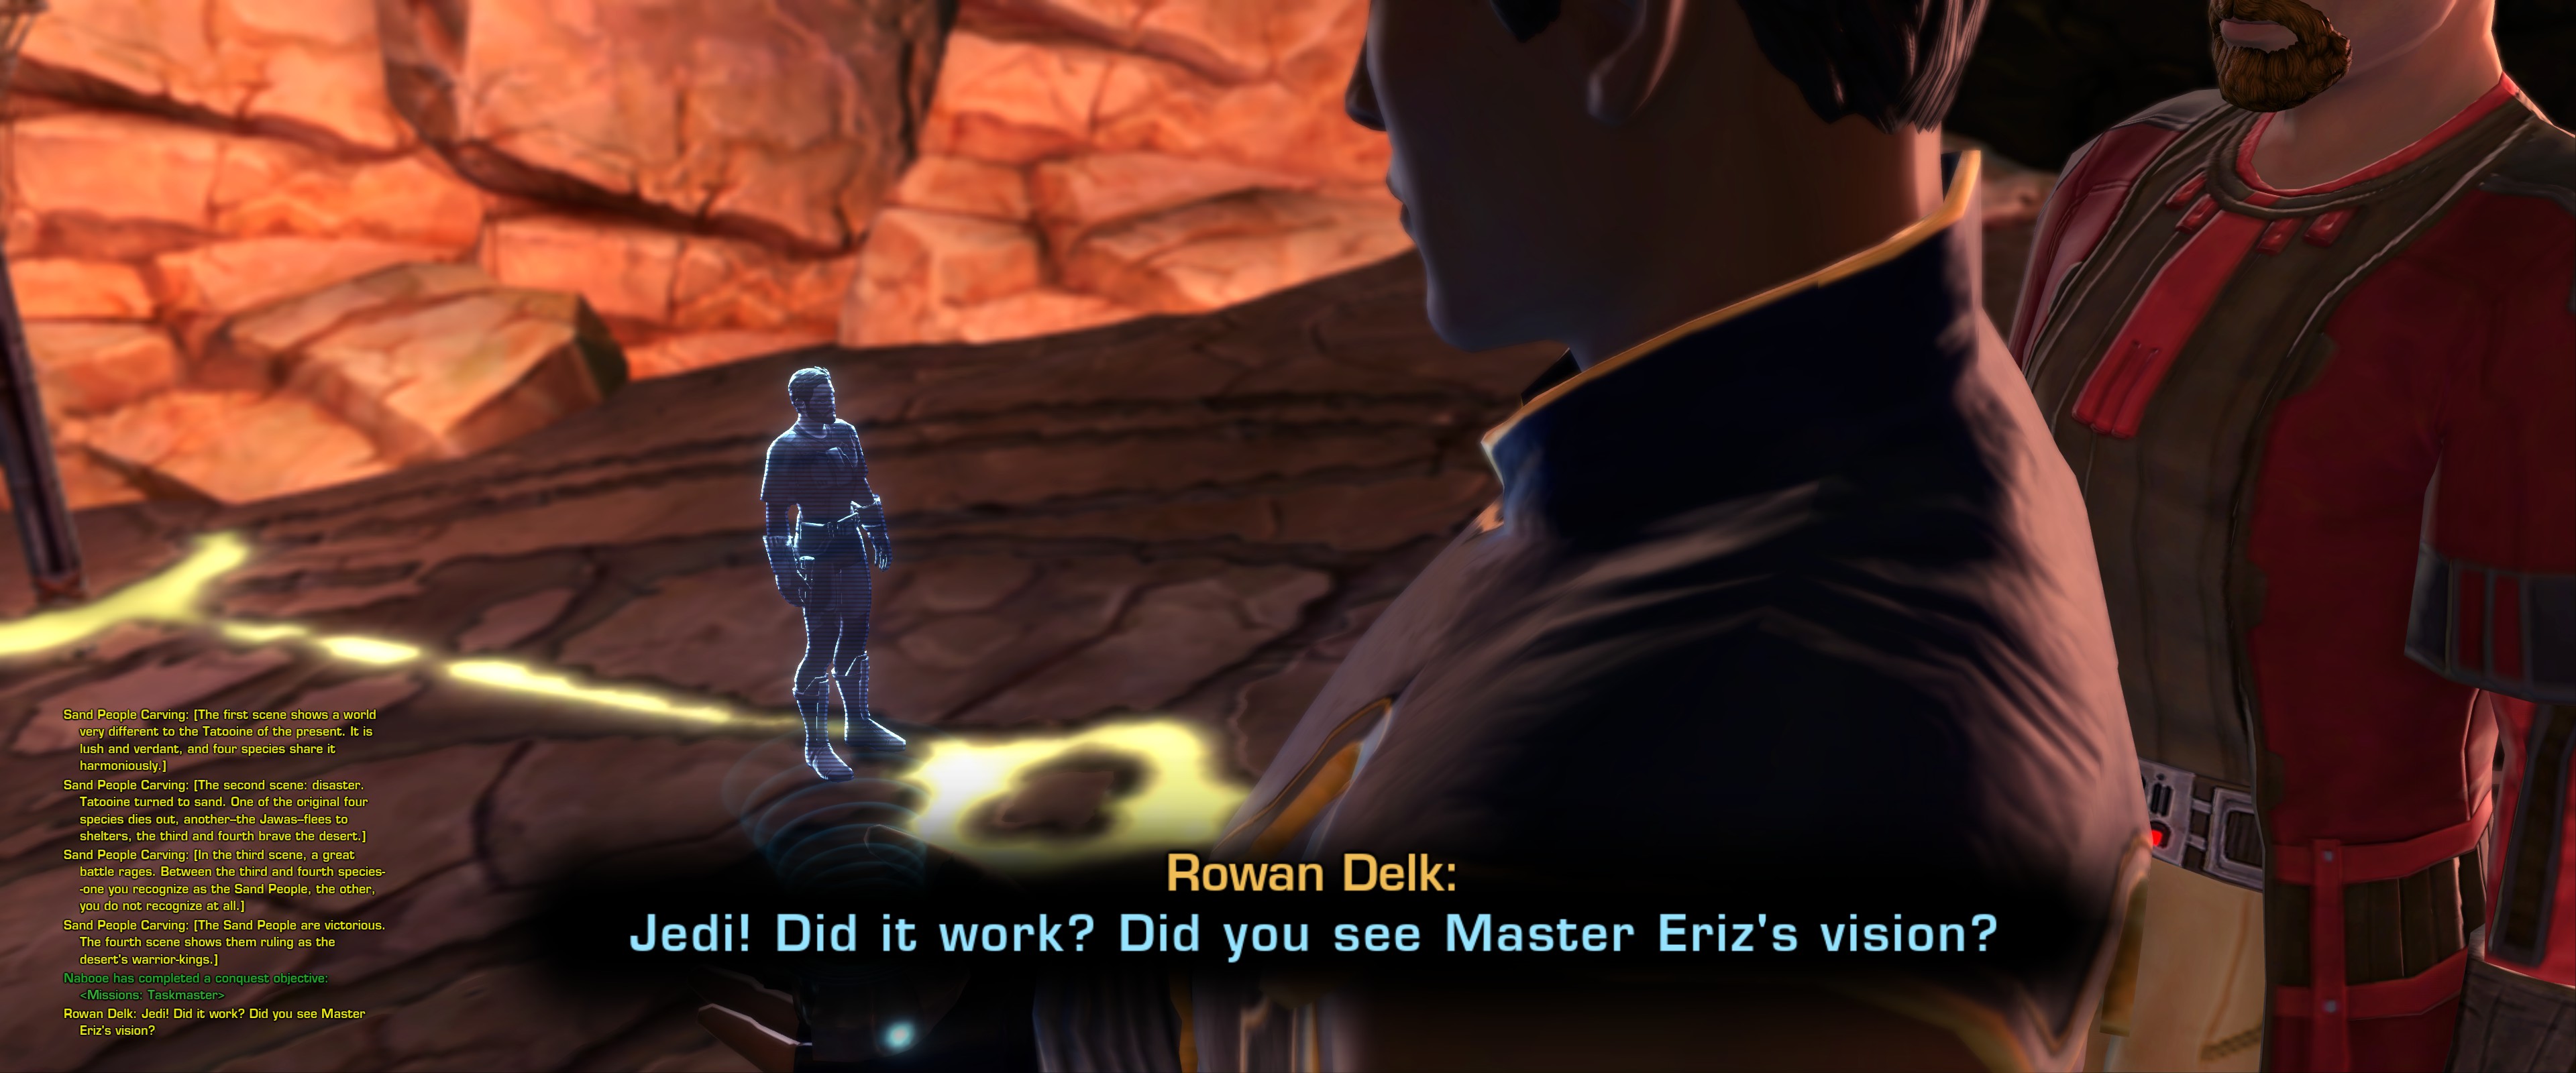 Sand People Carving: [The first scene shows a world
very different to the Tatooine of the present. It is
lush and verdant, and four species share it
harmoniously.]
Sand People Carving: [The second scene: disaster.
Tatooine turned to sand. One of the original four
species dies out, another--the Jawas--flees to
shelters, the third and fourth brave the desert.]
Sand People Carving: [In the third scene, a great
battle rages. Between the third and fourth species-
-one you recognize as the Sand People, the other,
you do not recognize at all.]
Sand People Carving: [The Sand People are victorious.
The fourth scene shows them ruling as the
desert's warrior-kings.]
Nabooe has completed a conquest objective:
<Missions: Taskmaster>
Rowan Delk: Jedi! Did it work? Did you see Master
Eriz's vision?
Rowan Delk:
Jedi! Did it work? Did you see Master Eriz's vision?